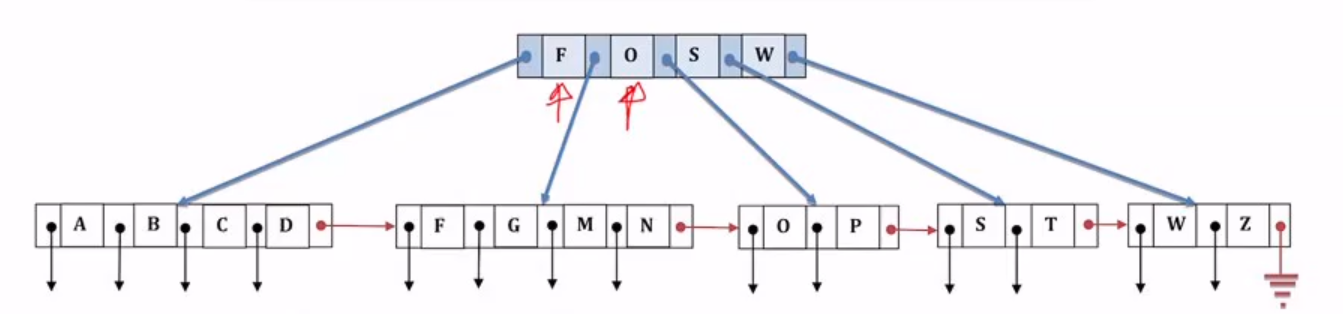 F O S W
A B C D F G M N O P S T W Z